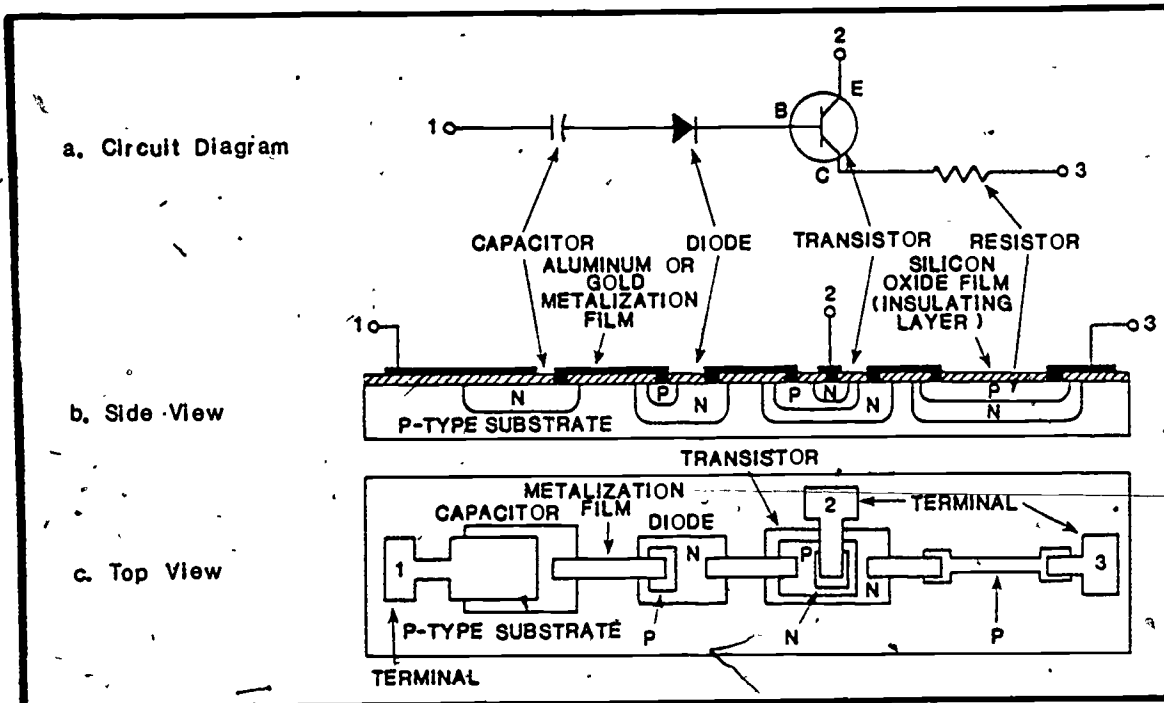 a. Circuit Diagram
1
B
2
E
C
3
CAPACITOR
DIODE
TRANSISTOR
RESISTOR
ALUMINUM OR
GOLD
METALIZATION
FILM
SILICON
OXIDE FILM
(INSULATING
LAYER)
b. Side View
1
2
3
N
P
N
P
N
N
P
N
P-TYPE SUBSTRATE
c. Top View
TRANSISTOR
METALIZATION
FILM
CAPACITOR
DIODE
TERMINAL
1
N
P
2
N
3
P-TYPE SUBSTRATE
P
N
P
TERMINAL